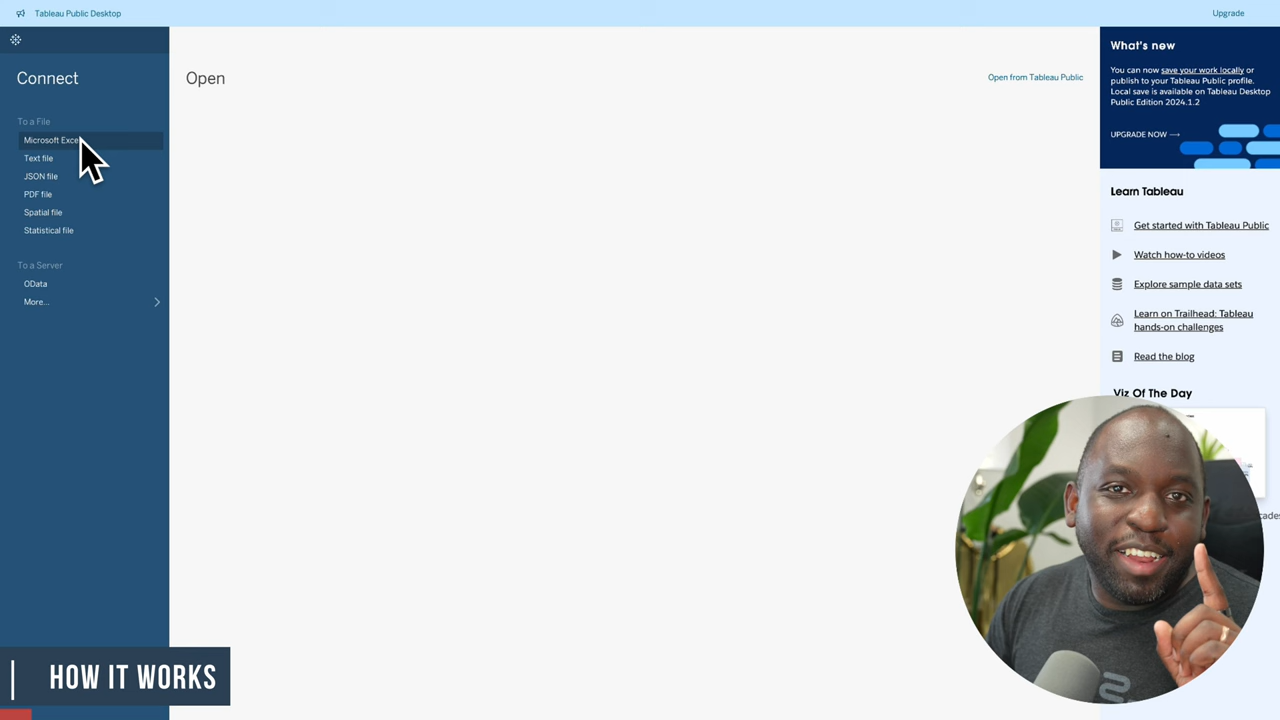 Tableau Public Desktop
Upgrade
Connect
To a File
Microsoft Exce
Text file
JSON file
PDF file
Spatial file
Statistical file
To a Server
OData
More...
Open
Open from Tableau Public
What's new
You can now save your work locally or
publish to your Tableau Public profile.
Local save is available on Tableau Desktop
Public Edition 2024.1.2
UPGRADE NOW →
Learn Tableau
Get started with Tableau Public
Watch how-to videos
Explore sample data sets
Learn on Trailhead: Tableau
hands-on challenges
Read the blog
Viz Of The Day
HOW IT WORKS